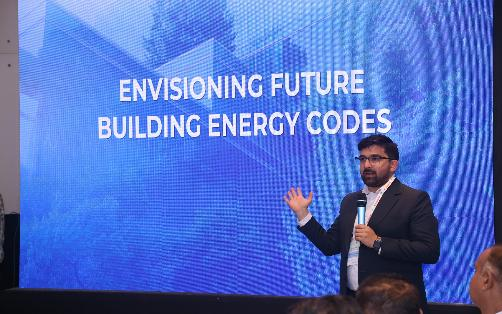 ENVISIONING FUTURE
BUILDING ENERGY CODES